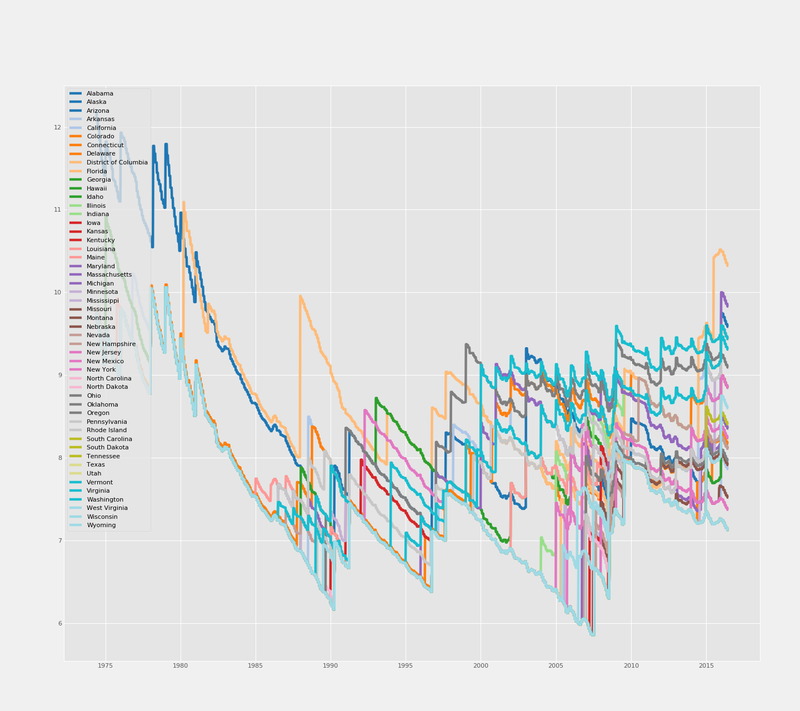 Alabama
Alaska
Arizona
Arkansas
California
Colorado
Connecticut
Delaware
District of Columbia
Florida
Georgia
Hawaii
Idaho
Illinois
Indiana
Iowa
Kansas
Kentucky
Louisiana
Maine
Maryland
Massachusetts
Michigan
Minnesota
Mississippi
Missouri
Montana
Nebraska
Nevada
New Hampshire
New Jersey
New Mexico
New York
North Carolina
North Dakota
Ohio
Oklahoma
Oregon
Pennsylvania
Rhode Island
South Carolina
South Dakota
Tennessee
Texas
Utah
Vermont
Virginia
Washington
West Virginia
Wisconsin
Wyoming
12
11
10
9
8
7
6
1975 1980 1985 1990 1995 2000 2005 2010 2015